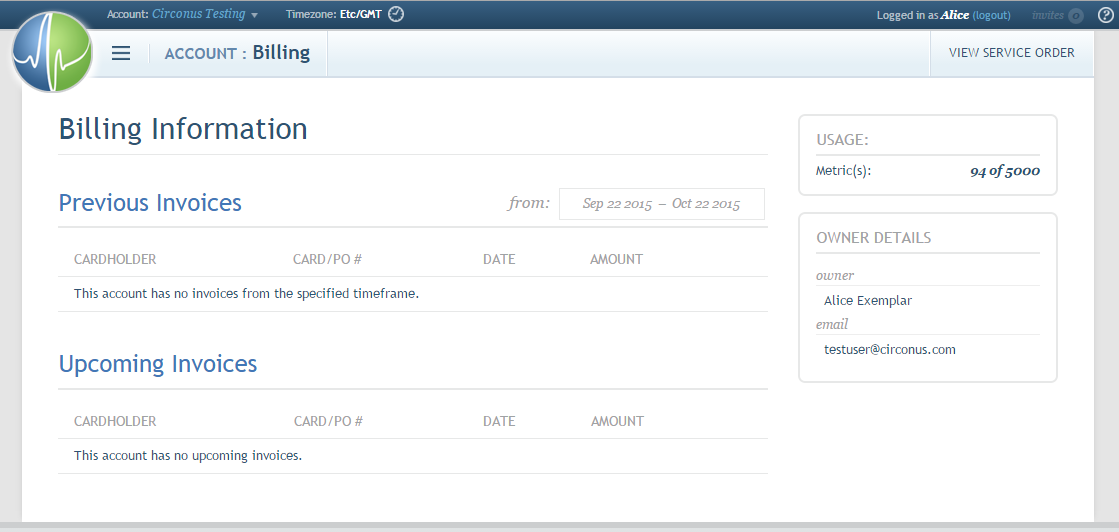 Account: Circonus Testing Timezone: Etc/GMT Logged in as Alice (logout) invites 0 ?
ACCOUNT : Billing VIEW SERVICE ORDER
Billing Information
Previous Invoices from: Sep 22 2015 – Oct 22 2015
CARDHOLDER CARD/PO # DATE AMOUNT
This account has no invoices from the specified timeframe.
Upcoming Invoices
CARDHOLDER CARD/PO # DATE AMOUNT
This account has no upcoming invoices.
USAGE:
Metric(s): 94 of 5000
OWNER DETAILS
owner
Alice Exemplar
email
testuser@circonus.com